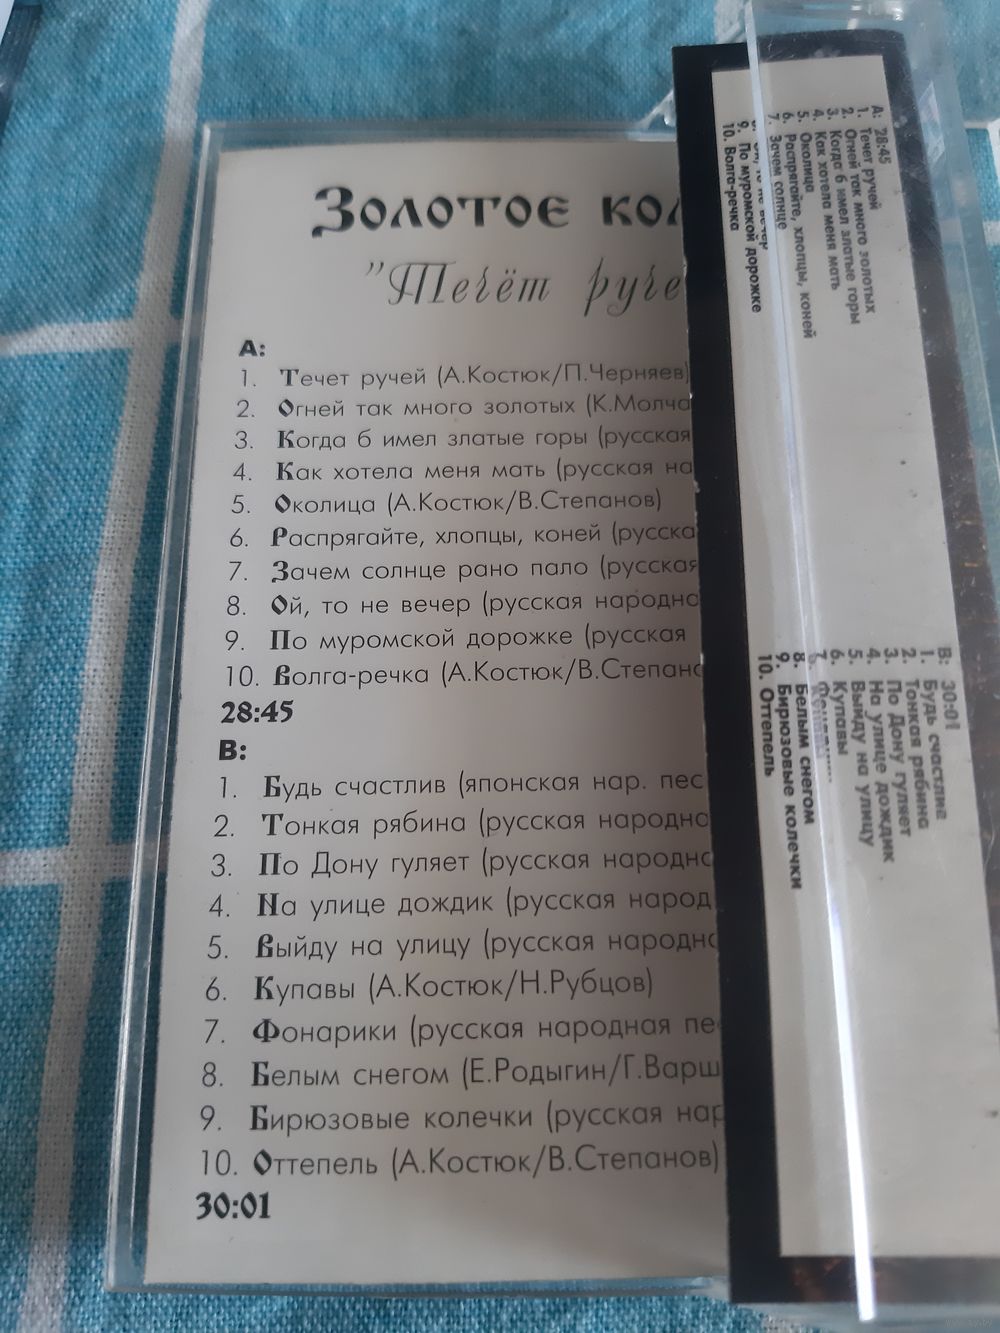 Золотое кол
"Течёт руче
А:
1. Течет ручей (А.Костюк/П.Черняев)
2. Огней так много золотых (К.Молча
3. Когда б имел златые горы (русская
4. Как хотела меня мать (русская на
5. Околица (А.Костюк/В.Степанов)
6. Распрягайте, хлопцы, коней (русска
7. Зачем солнце рано пало (русская
8. Ой, то не вечер (русская народно
9. По муромской дорожке (русская
10. Волга-речка (А.Костюк/В.Степано
28:45
В:
1. Будь счастлив (японская нар. пес
2. Тонкая рябина (русская народно
3. По Дону гуляет (русская народно
4. На улице дождик (русская народ
5. Выйду на улицу (русская народно
6. Купавы (А.Костюк/Н.Рубцов)
7. Фонарики (русская народная пе
8. Белым снегом (Е.Родыгин/Г.Варш
9. Бирюзовые колечки (русская нар
10. Оттепель (А.Костюк/В.Степанов)
30:01
А: 28:45
1. Течет ручей
2. Огней так много золотых
3. Когда б имел златые горы
4. Как хотела меня мать
5. Околица
6. Распрягайте, хлопцы, коней
7. Зачем солнце
9. По муромской дорожке
10. Волга-речка
В: 30:01
1. Будь счастлив
2. Тонкая рябина
3. По Дону гуляет
4. На улице дождик
5. Выйду на улицу
6. Купавы
8. Белым снегом
9. Бирюзовые колечки
10. Оттепель